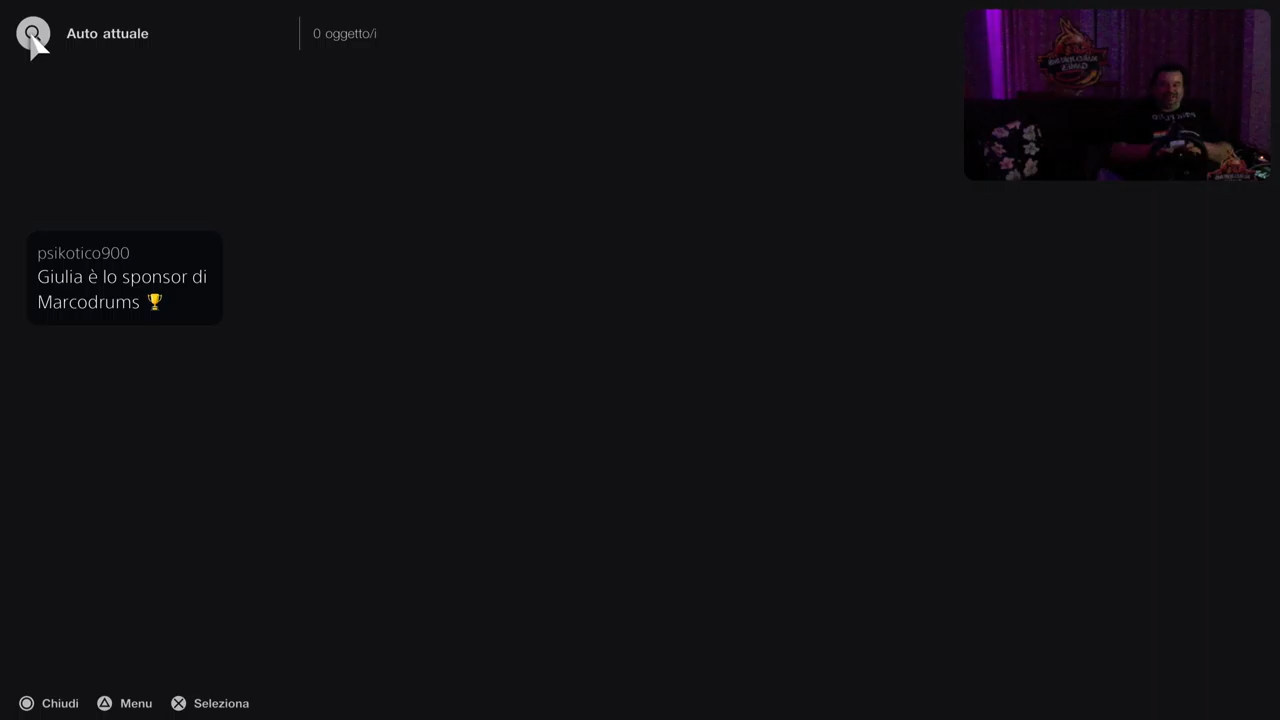 Auto attuale
0 oggetto/i
psikotico900
Giulia è lo sponsor di
Marcodrums 🏆
Chiudi
Menu
Seleziona